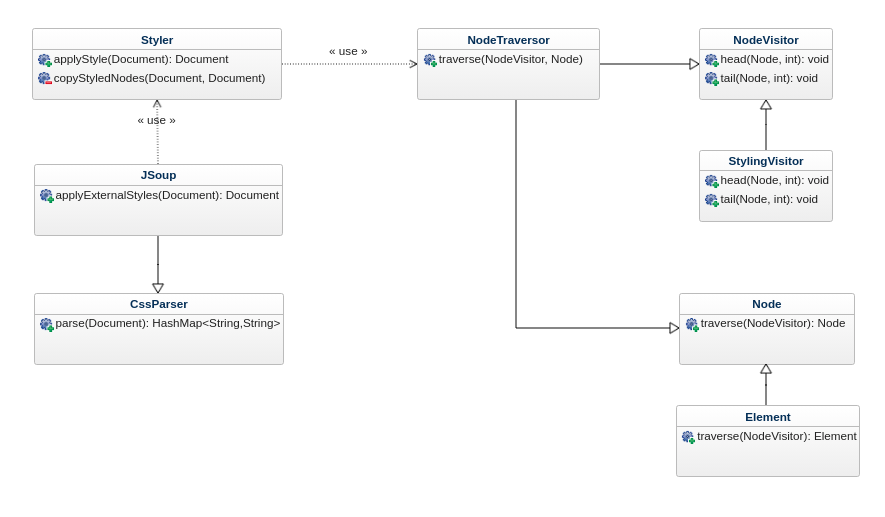 Styler
applyStyle(Document): Document
copyStyledNodes(Document, Document)
« use »
NodeTraversor
traverse(NodeVisitor, Node)
NodeVisitor
head(Node, int): void
tail(Node, int): void
« use »
StylingVisitor
head(Node, int): void
tail(Node, int): void
JSoup
applyExternalStyles(Document): Document
CssParser
parse(Document): HashMap<String,String>
Node
traverse(NodeVisitor): Node
Element
traverse(NodeVisitor): Element